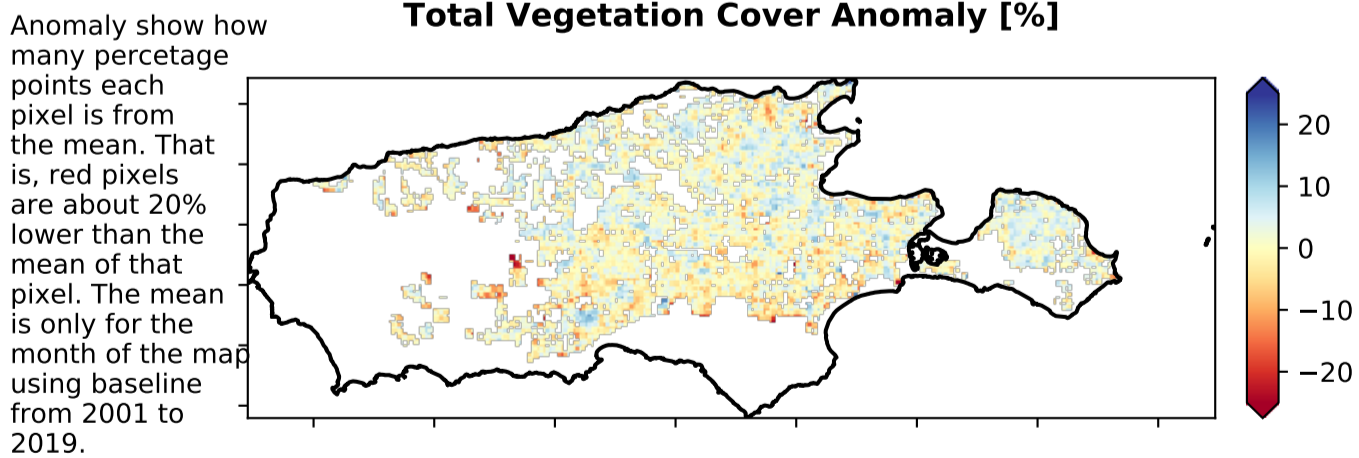 Total Vegetation Cover Anomaly [%]
Anomaly show how
many percetage
points each
pixel is from
the mean. That
is, red pixels
are about 20%
lower than the
mean of that
pixel. The mean
is only for the
month of the map
using baseline
from 2001 to
2019.
20
10
0
−10
−20